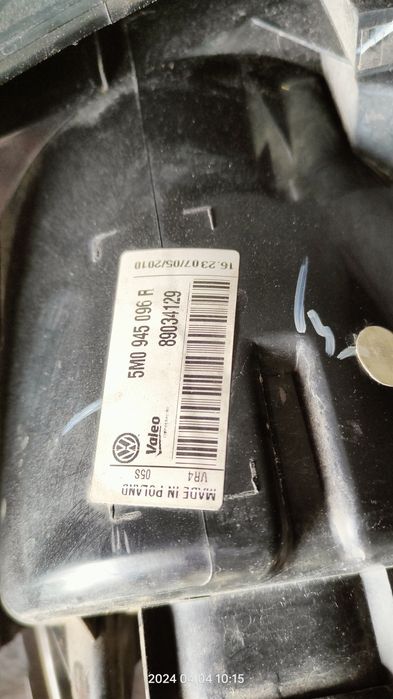 16.23 07/05/2010
5M0 945 096 R
89034129
VW
Valeo
VR4
05S
MADE IN POLAND
2024 04 04 10:15